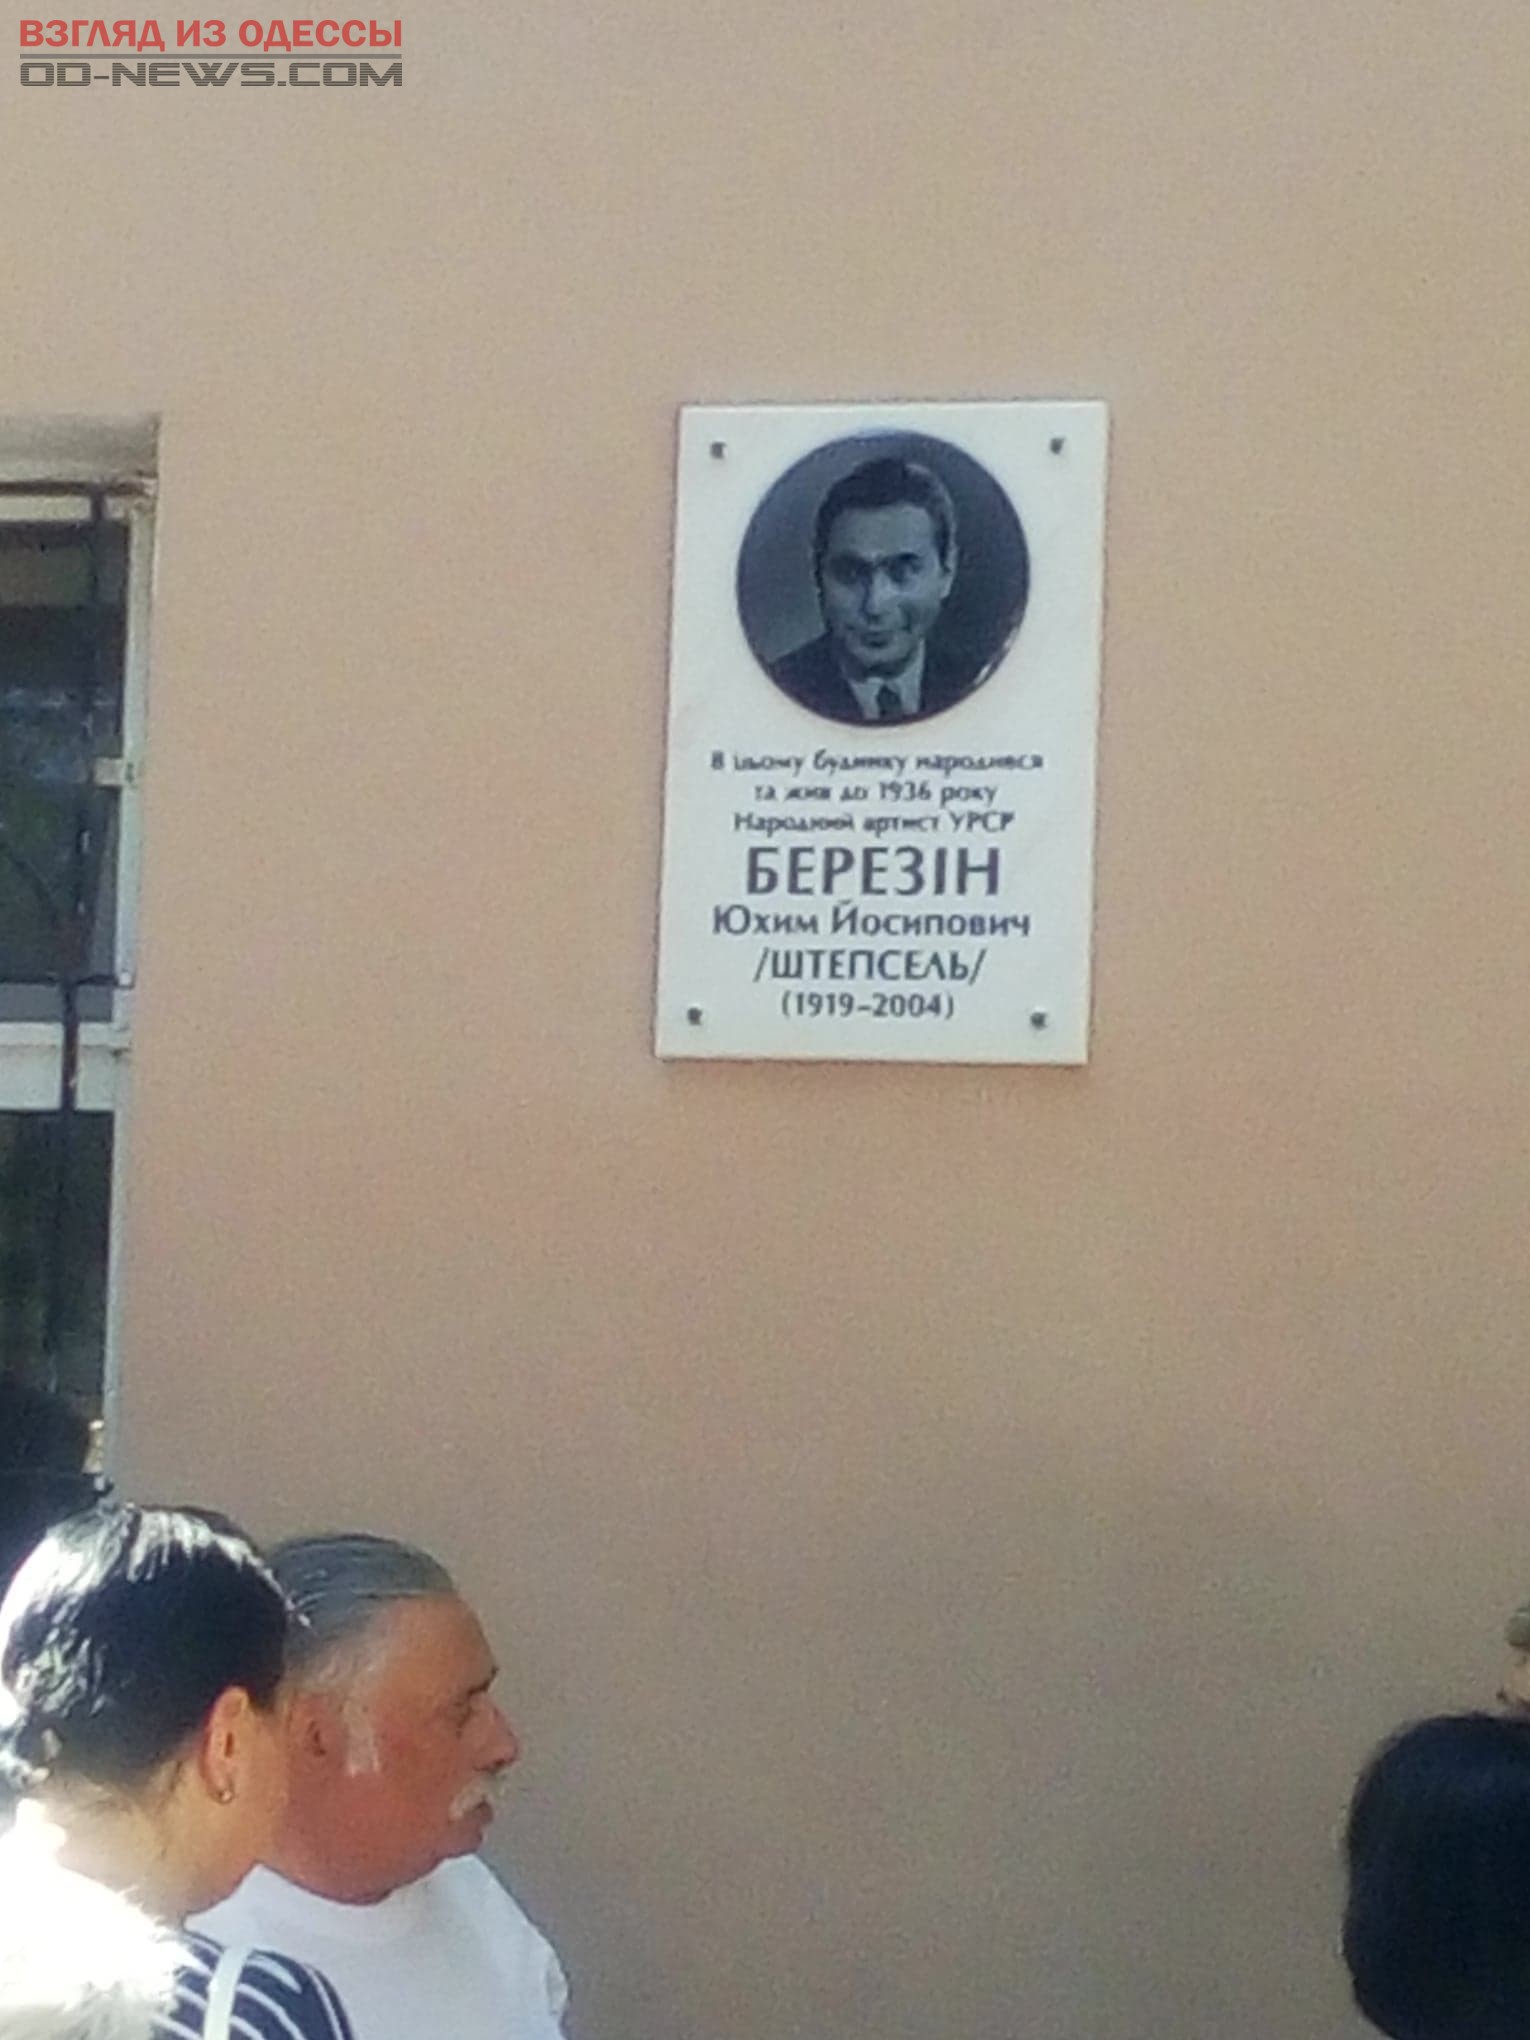 ВЗГЛЯД ИЗ ОДЕССЫ
OD-NEWS.COM
В цьому будинку народився
та жив до 1936 року
Народний артист УРСР
БЕРЕЗІН
Юхим Йосипович
/ШТЕПСЕЛЬ/
(1919-2004)